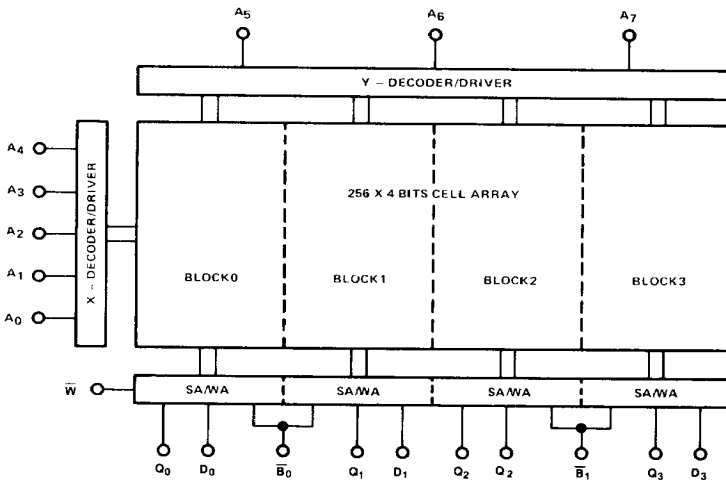 A5 A6 A7
Y – DECODER/DRIVER
A4
A3
A2
A1
A0
X – DECODER/DRIVER
256 X 4 BITS CELL ARRAY
BLOCK0 BLOCK1 BLOCK2 BLOCK3
W̅ SA/WA SA/WA SA/WA SA/WA
Q0 D0 B̅0 Q1 D1 Q2 Q2 B̅1 Q3 D3